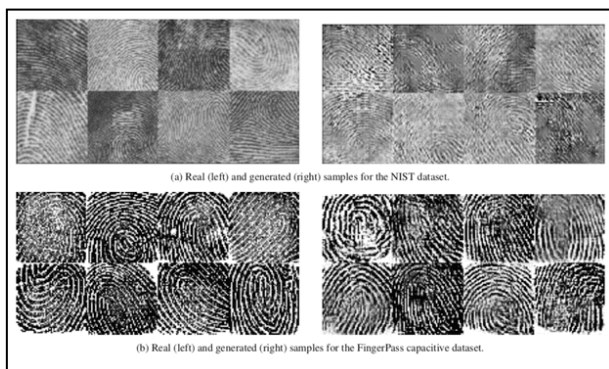 (a) Real (left) and generated (right) samples for the NIST dataset.
(b) Real (left) and generated (right) samples for the FingerPass capacitive dataset.